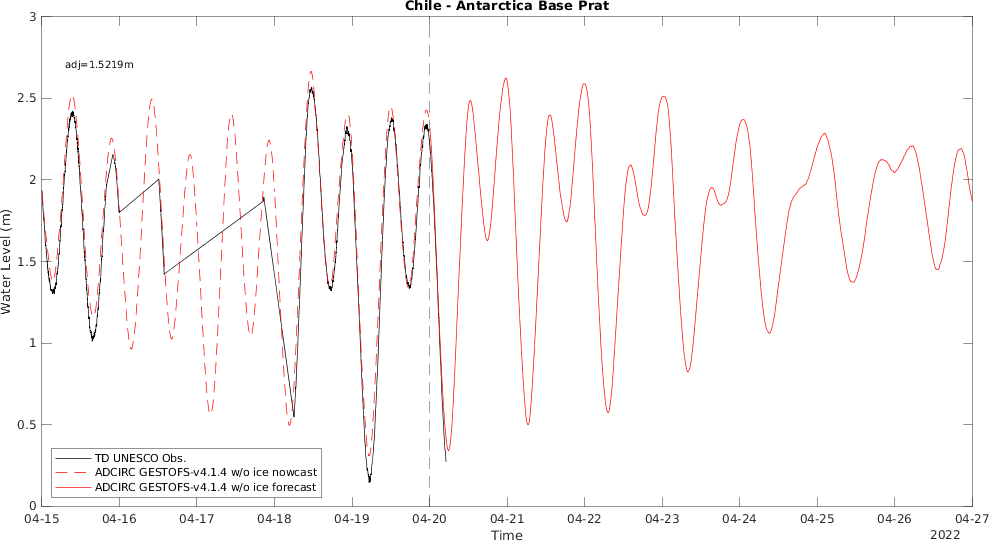 Chile - Antarctica Base Prat
adj=1.5219m
3
2.5
2
1.5
1
0.5
0
Water Level (m)
TD UNESCO Obs.
ADCIRC GESTOFS-v4.1.4 w/o ice nowcast
ADCIRC GESTOFS-v4.1.4 w/o ice forecast
04-15 04-16 04-17 04-18 04-19 04-20 04-21 04-22 04-23 04-24 04-25 04-26 04-27
Time
2022